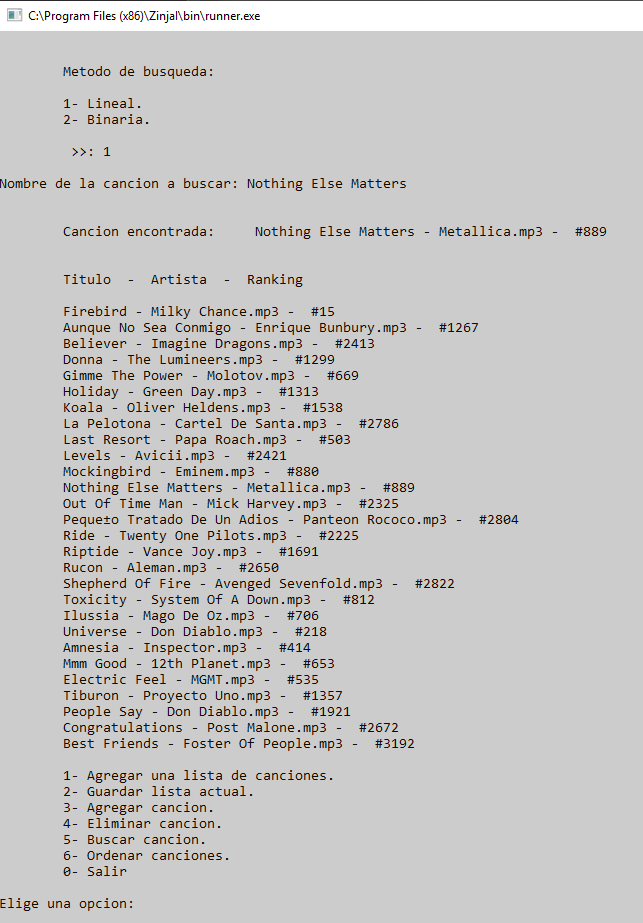 C:\Program Files (x86)\Zinjal\bin\runner.exe
Metodo de busqueda:
1- Lineal.
2- Binaria.
>>: 1
Nombre de la cancion a buscar: Nothing Else Matters
Cancion encontrada:     Nothing Else Matters - Metallica.mp3 -  #889
Titulo  -  Artista  -  Ranking
Firebird - Milky Chance.mp3 -  #15
Aunque No Sea Conmigo - Enrique Bunbury.mp3 -  #1267
Believer - Imagine Dragons.mp3 -  #2413
Donna - The Lumineers.mp3 -  #1299
Gimme The Power - Molotov.mp3 -  #669
Holiday - Green Day.mp3 -  #1313
Koala - Oliver Heldens.mp3 -  #1538
La Pelotona - Cartel De Santa.mp3 -  #2786
Last Resort - Papa Roach.mp3 -  #503
Levels - Avicii.mp3 -  #2421
Mockingbird - Eminem.mp3 -  #880
Nothing Else Matters - Metallica.mp3 -  #889
Out Of Time Man - Mick Harvey.mp3 -  #2325
Peque±o Tratado De Un Adios - Panteon Rococo.mp3 -  #2804
Ride - Twenty One Pilots.mp3 -  #2225
Riptide - Vance Joy.mp3 -  #1691
Rucon - Aleman.mp3 -  #2650
Shepherd Of Fire - Avenged Sevenfold.mp3 -  #2822
Toxicity - System Of A Down.mp3 -  #812
Ilussia - Mago De Oz.mp3 -  #706
Universe - Don Diablo.mp3 -  #218
Amnesia - Inspector.mp3 -  #414
Mmm Good - 12th Planet.mp3 -  #653
Electric Feel - MGMT.mp3 -  #535
Tiburon - Proyecto Uno.mp3 -  #1357
People Say - Don Diablo.mp3 -  #1921
Congratulations - Post Malone.mp3 -  #2672
Best Friends - Foster Of People.mp3 -  #3192
1- Agregar una lista de canciones.
2- Guardar lista actual.
3- Agregar cancion.
4- Eliminar cancion.
5- Buscar cancion.
6- Ordenar canciones.
0- Salir
Elige una opcion: